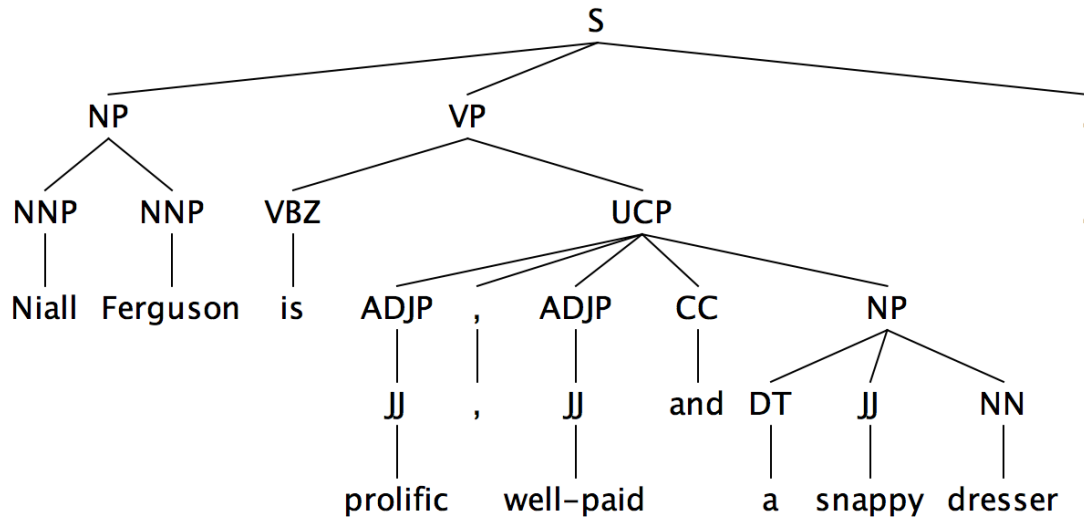 S
NP VP
NNP NNP VBZ UCP
Niall Ferguson is ADJP , ADJP CC NP
JJ , JJ and DT JJ NN
prolific well-paid a snappy dresser